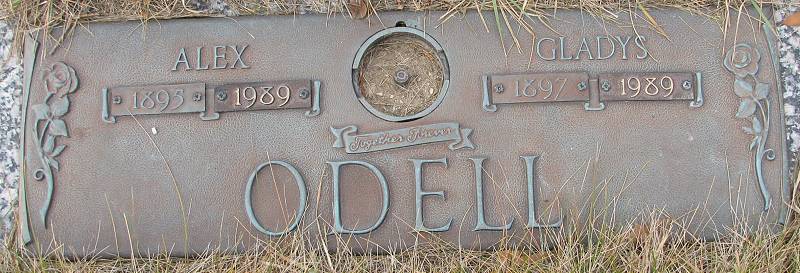 ALEX
1895 1989
GLADYS
1897 1989
Together Forever
ODELL